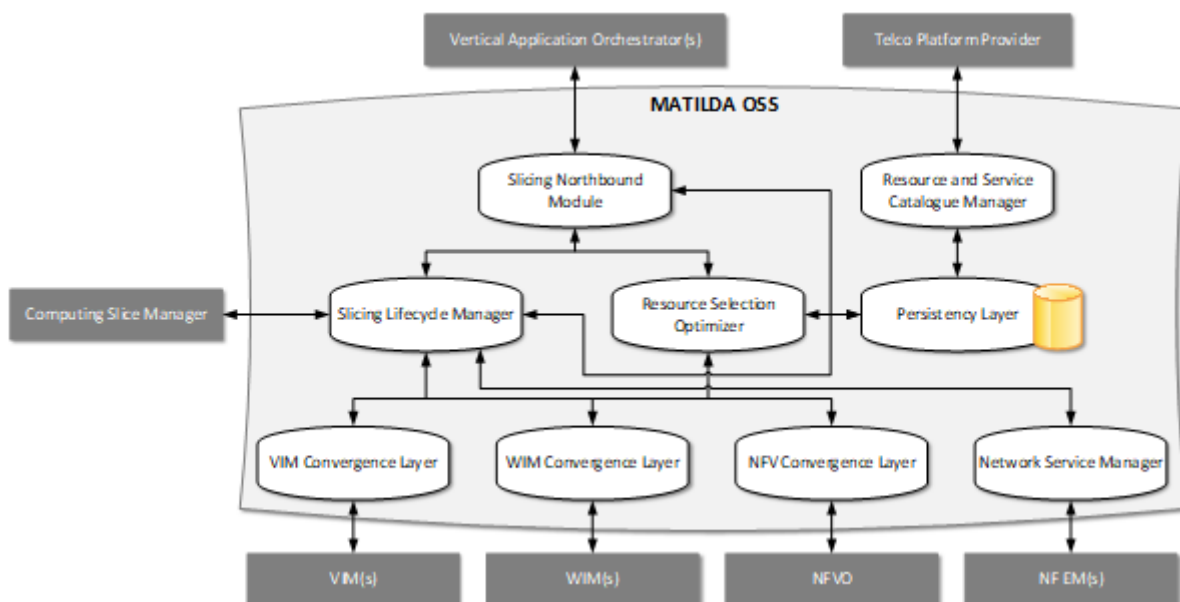 Vertical Application Orchestrator(s)
Telco Platform Provider
MATILDA OSS
Slicing Northbound
Module
Resource and Service
Catalogue Manager
Computing Slice Manager
Slicing Lifecycle Manager
Resource Selection
Optimizer
Persistency Layer
VIM Convergence Layer
WIM Convergence Layer
NFV Convergence Layer
Network Service Manager
VIM(s)
WIM(s)
NFVO
NF EM(s)